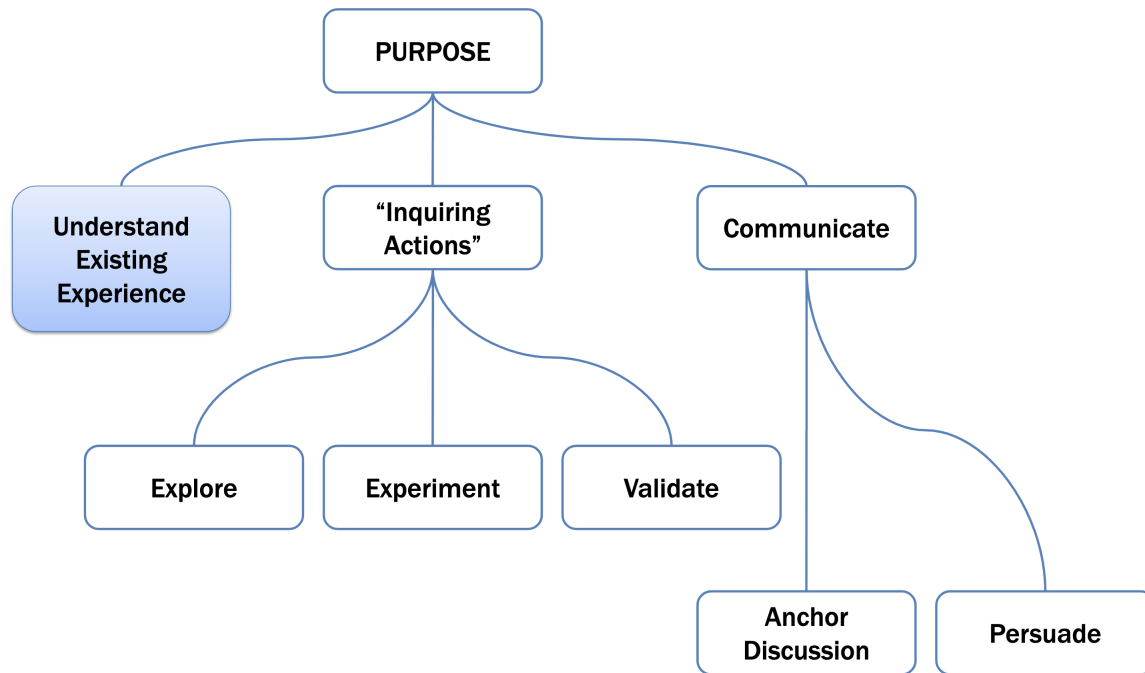 PURPOSE
Understand
Existing
Experience
“Inquiring
Actions”
Communicate
Explore
Experiment
Validate
Anchor
Discussion
Persuade